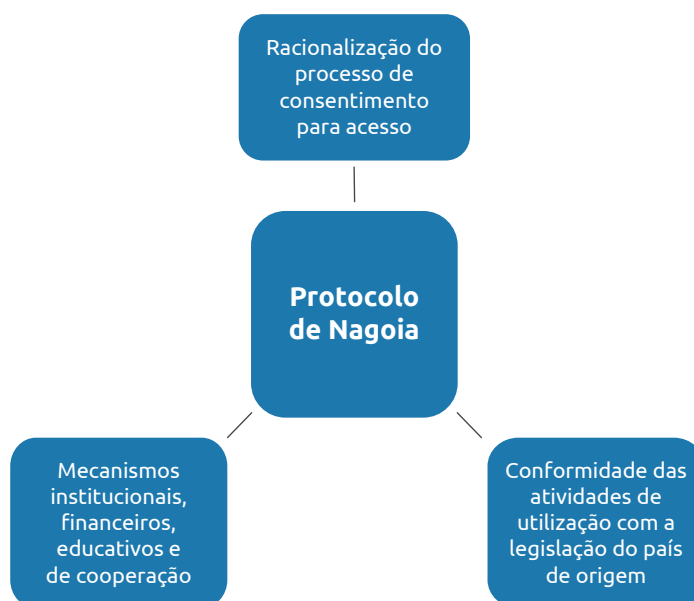 Racionalização do
processo de
consentimento
para acesso
Protocolo
de Nagoia
Mecanismos
institucionais,
financeiros,
educativos e
de cooperação
Conformidade das
atividades de
utilização com a
legislação do país
de origem